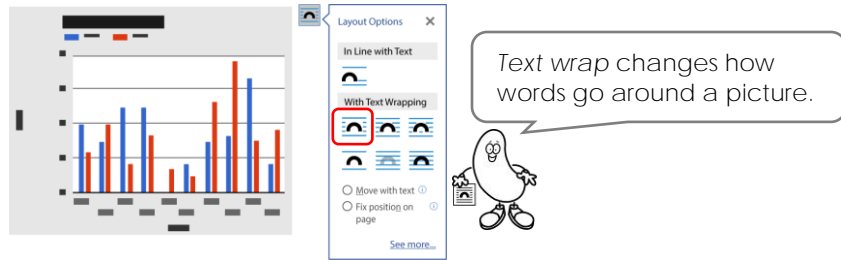 Layout Options
In Line with Text
With Text Wrapping
Move with text
Fix position on
page
See more...
Text wrap changes how
words go around a picture.